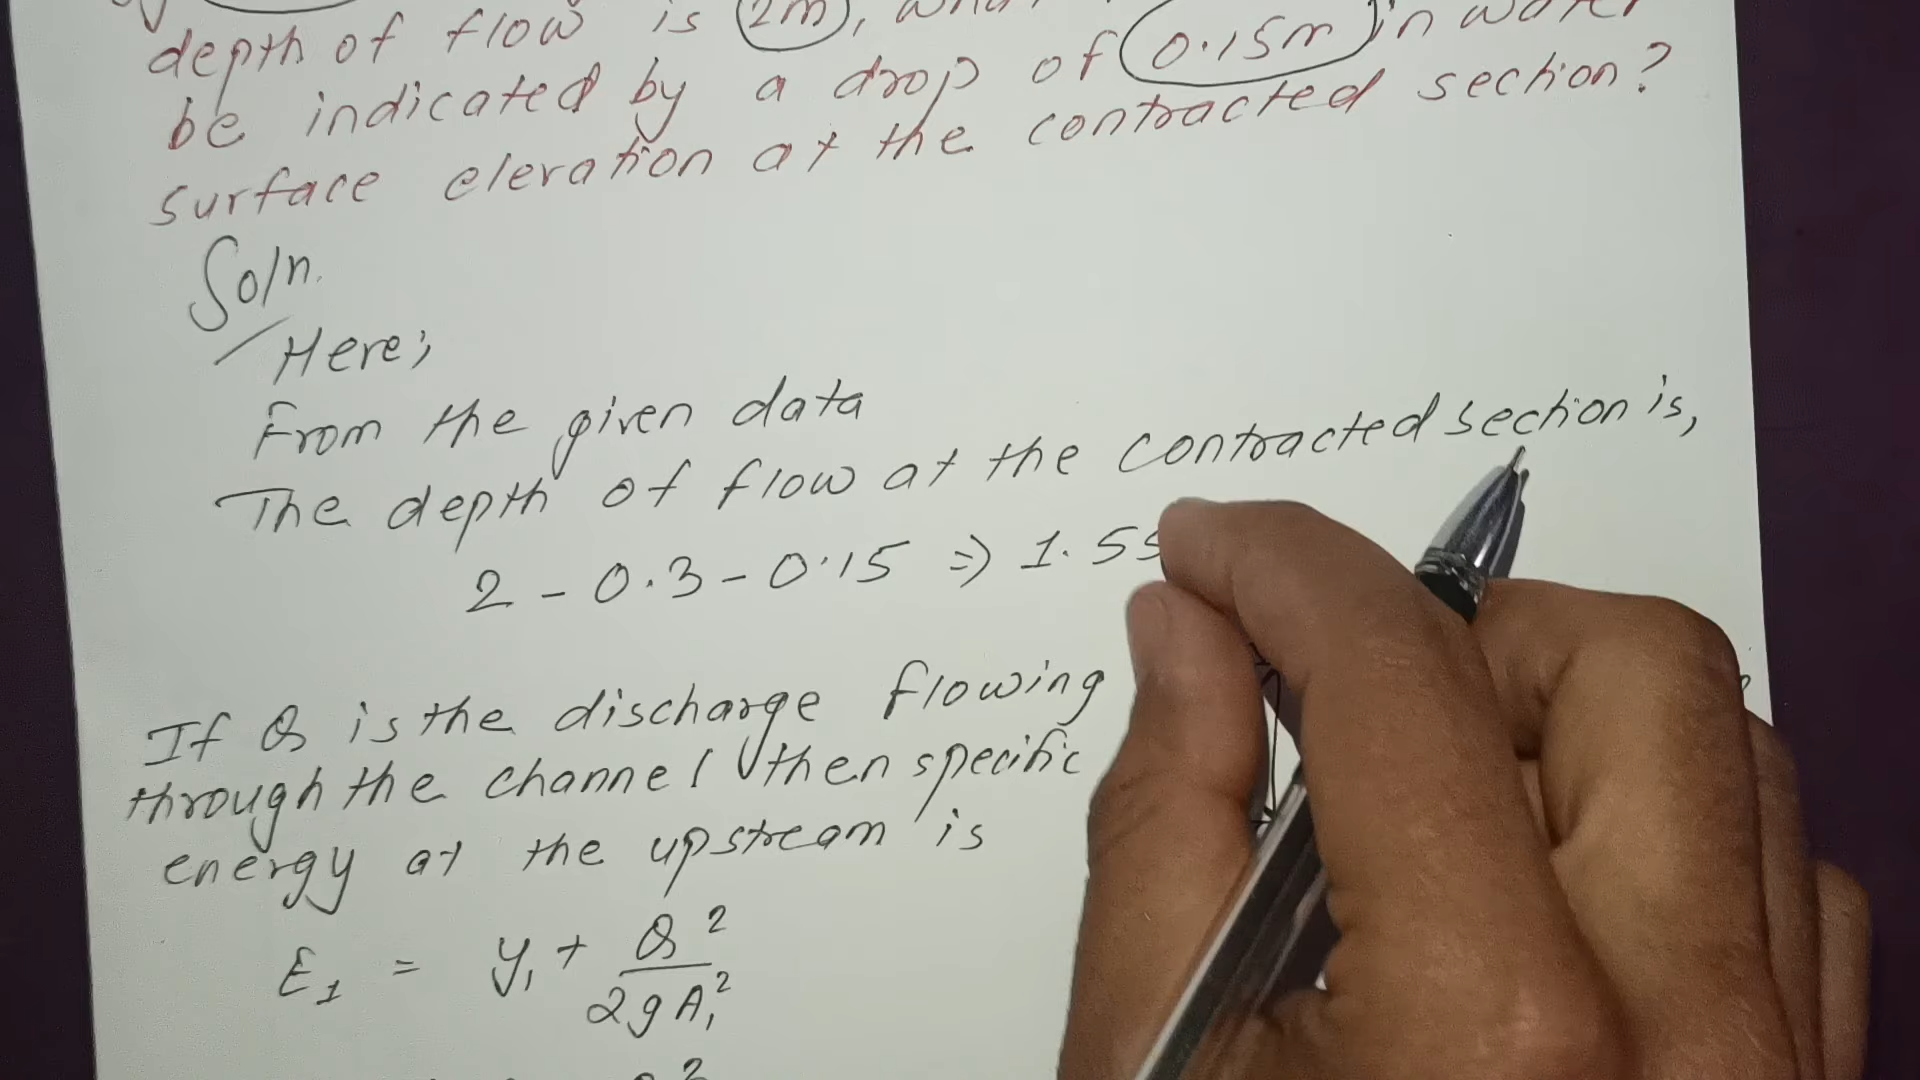 depth of flow is 2m,
be indicated by a drop of 0.15m in water
surface elevation at the contracted section?
Soln.
Here;
From the given data
The depth of flow at the contracted section is,
2 - 0.3 - 0.15 => 1.55
If Q is the discharge flowing
through the channel then specific
energy at the upstream is
E1 = y1 + Q²/2gA1²